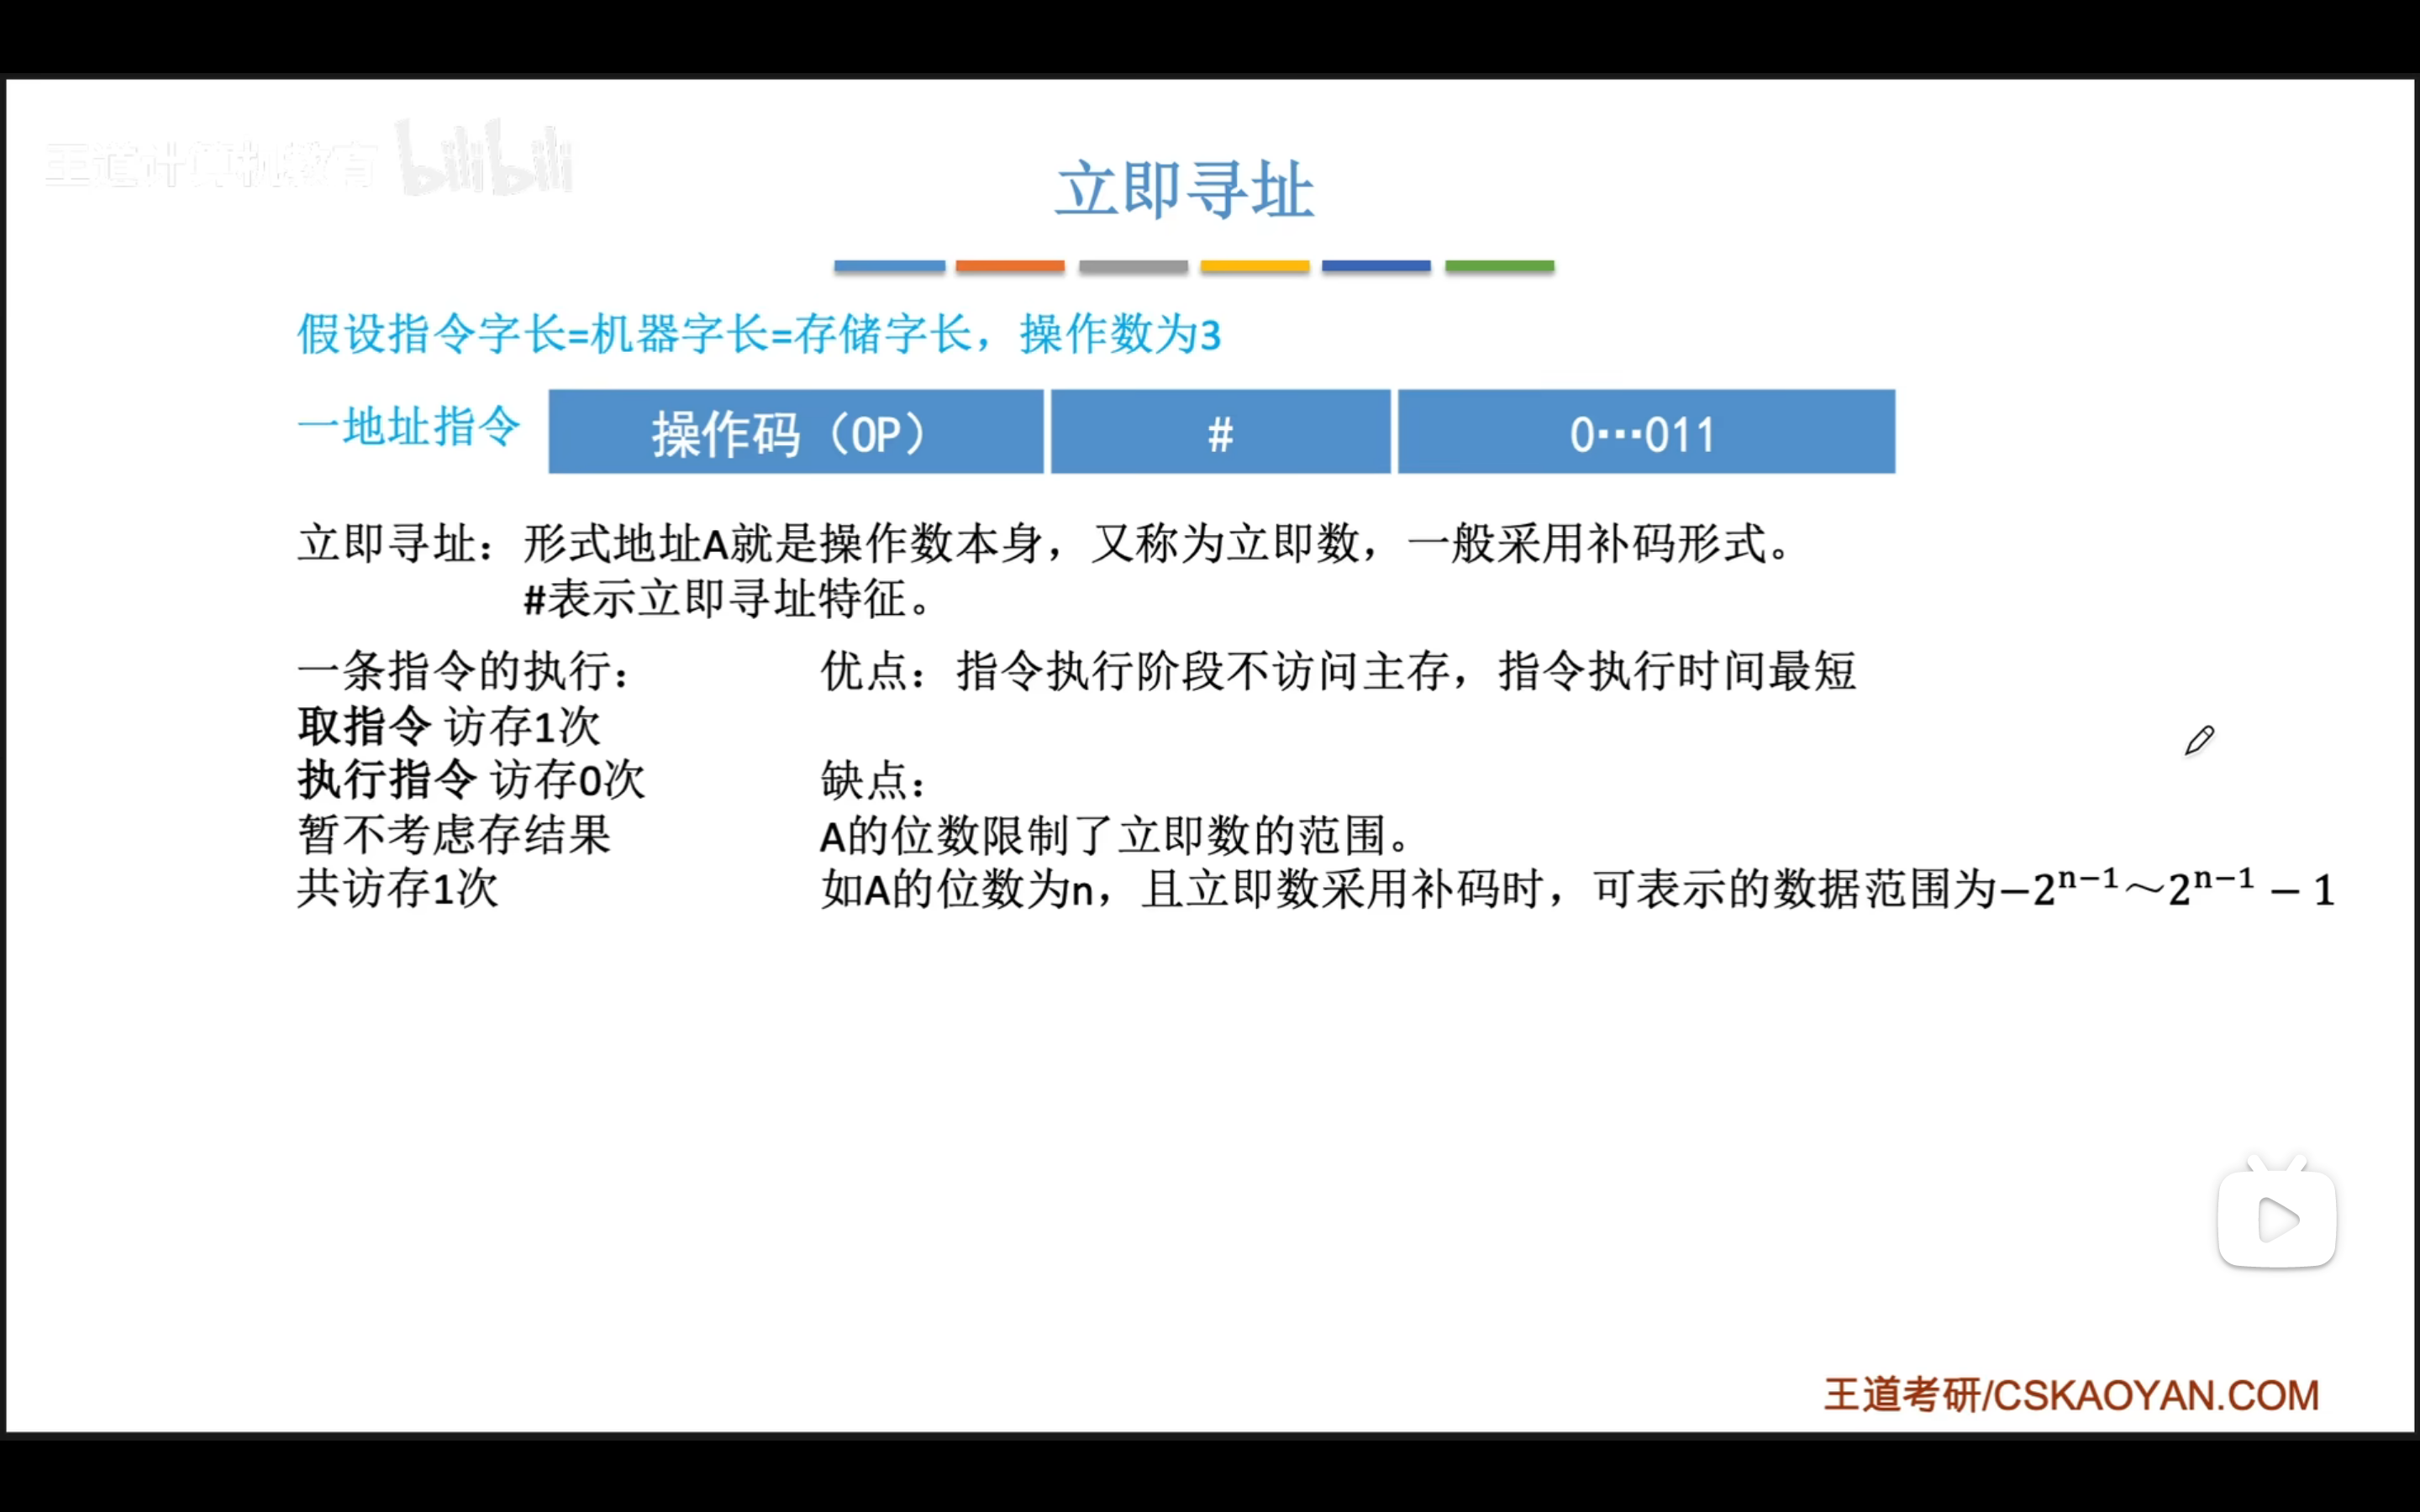 王道计算机教育 bilibili
立即寻址
假设指令字长=机器字长=存储字长，操作数为3
一地址指令 操作码（OP） # 0…011
立即寻址：形式地址A就是操作数本身，又称为立即数，一般采用补码形式。
#表示立即寻址特征。
一条指令的执行：
取指令 访存1次
执行指令 访存0次
暂不考虑存结果
共访存1次
优点：指令执行阶段不访问主存，指令执行时间最短
缺点：
A的位数限制了立即数的范围。
如A的位数为n，且立即数采用补码时，可表示的数据范围为−2ⁿ⁻¹～2ⁿ⁻¹ − 1
王道考研/CSKAOYAN.COM